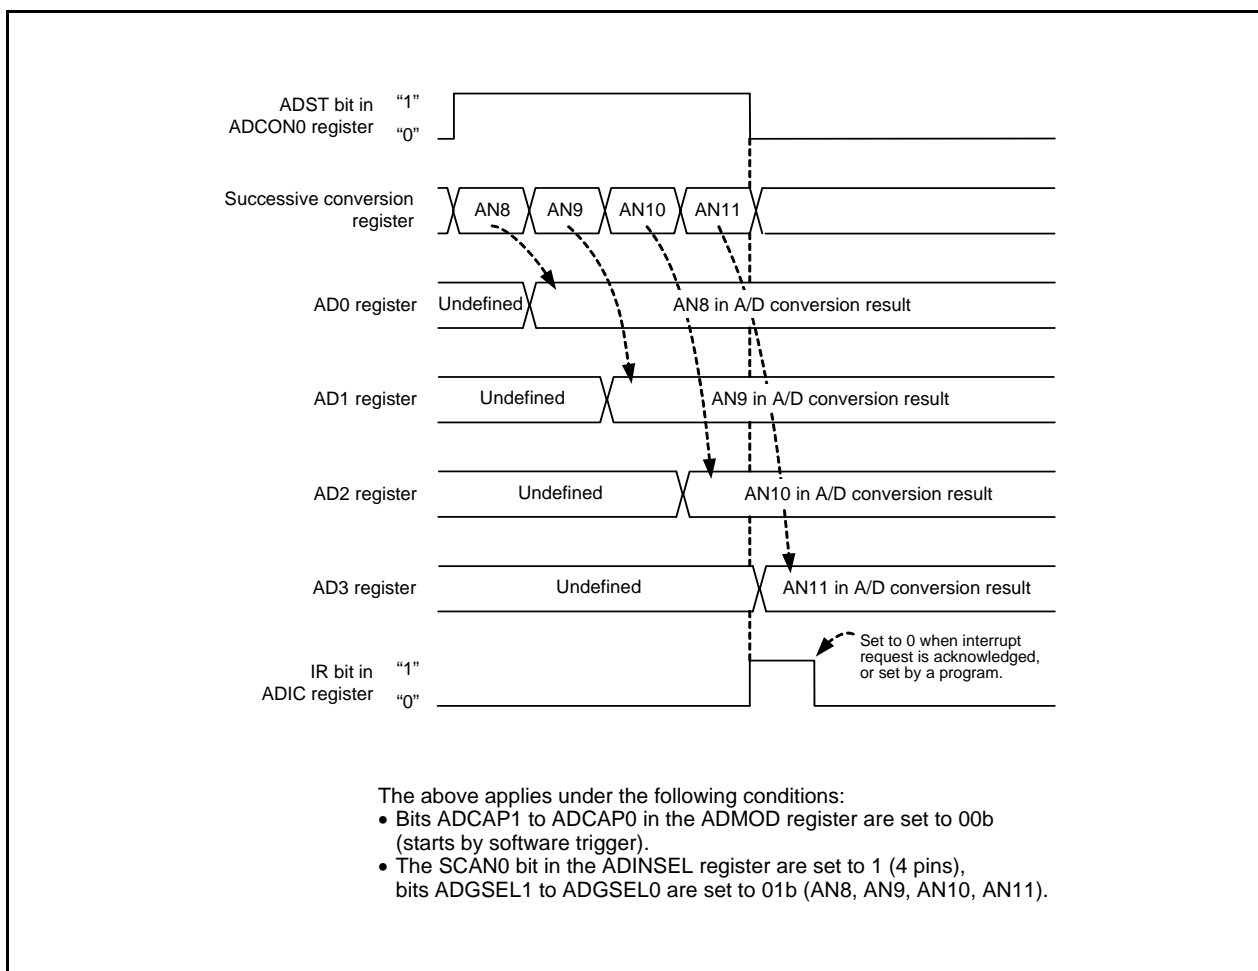 ADST bit in
ADCON0 register
“1”
“0”
Successive conversion
register
AN8
AN9
AN10
AN11
AD0 register
Undefined
AN8 in A/D conversion result
AD1 register
Undefined
AN9 in A/D conversion result
AD2 register
Undefined
AN10 in A/D conversion result
AD3 register
Undefined
AN11 in A/D conversion result
IR bit in
ADIC register
“1”
“0”
Set to 0 when interrupt
request is acknowledged,
or set by a program.
The above applies under the following conditions:
• Bits ADCAP1 to ADCAP0 in the ADMOD register are set to 00b
(starts by software trigger).
• The SCAN0 bit in the ADINSEL register are set to 1 (4 pins),
bits ADGSEL1 to ADGSEL0 are set to 01b (AN8, AN9, AN10, AN11).